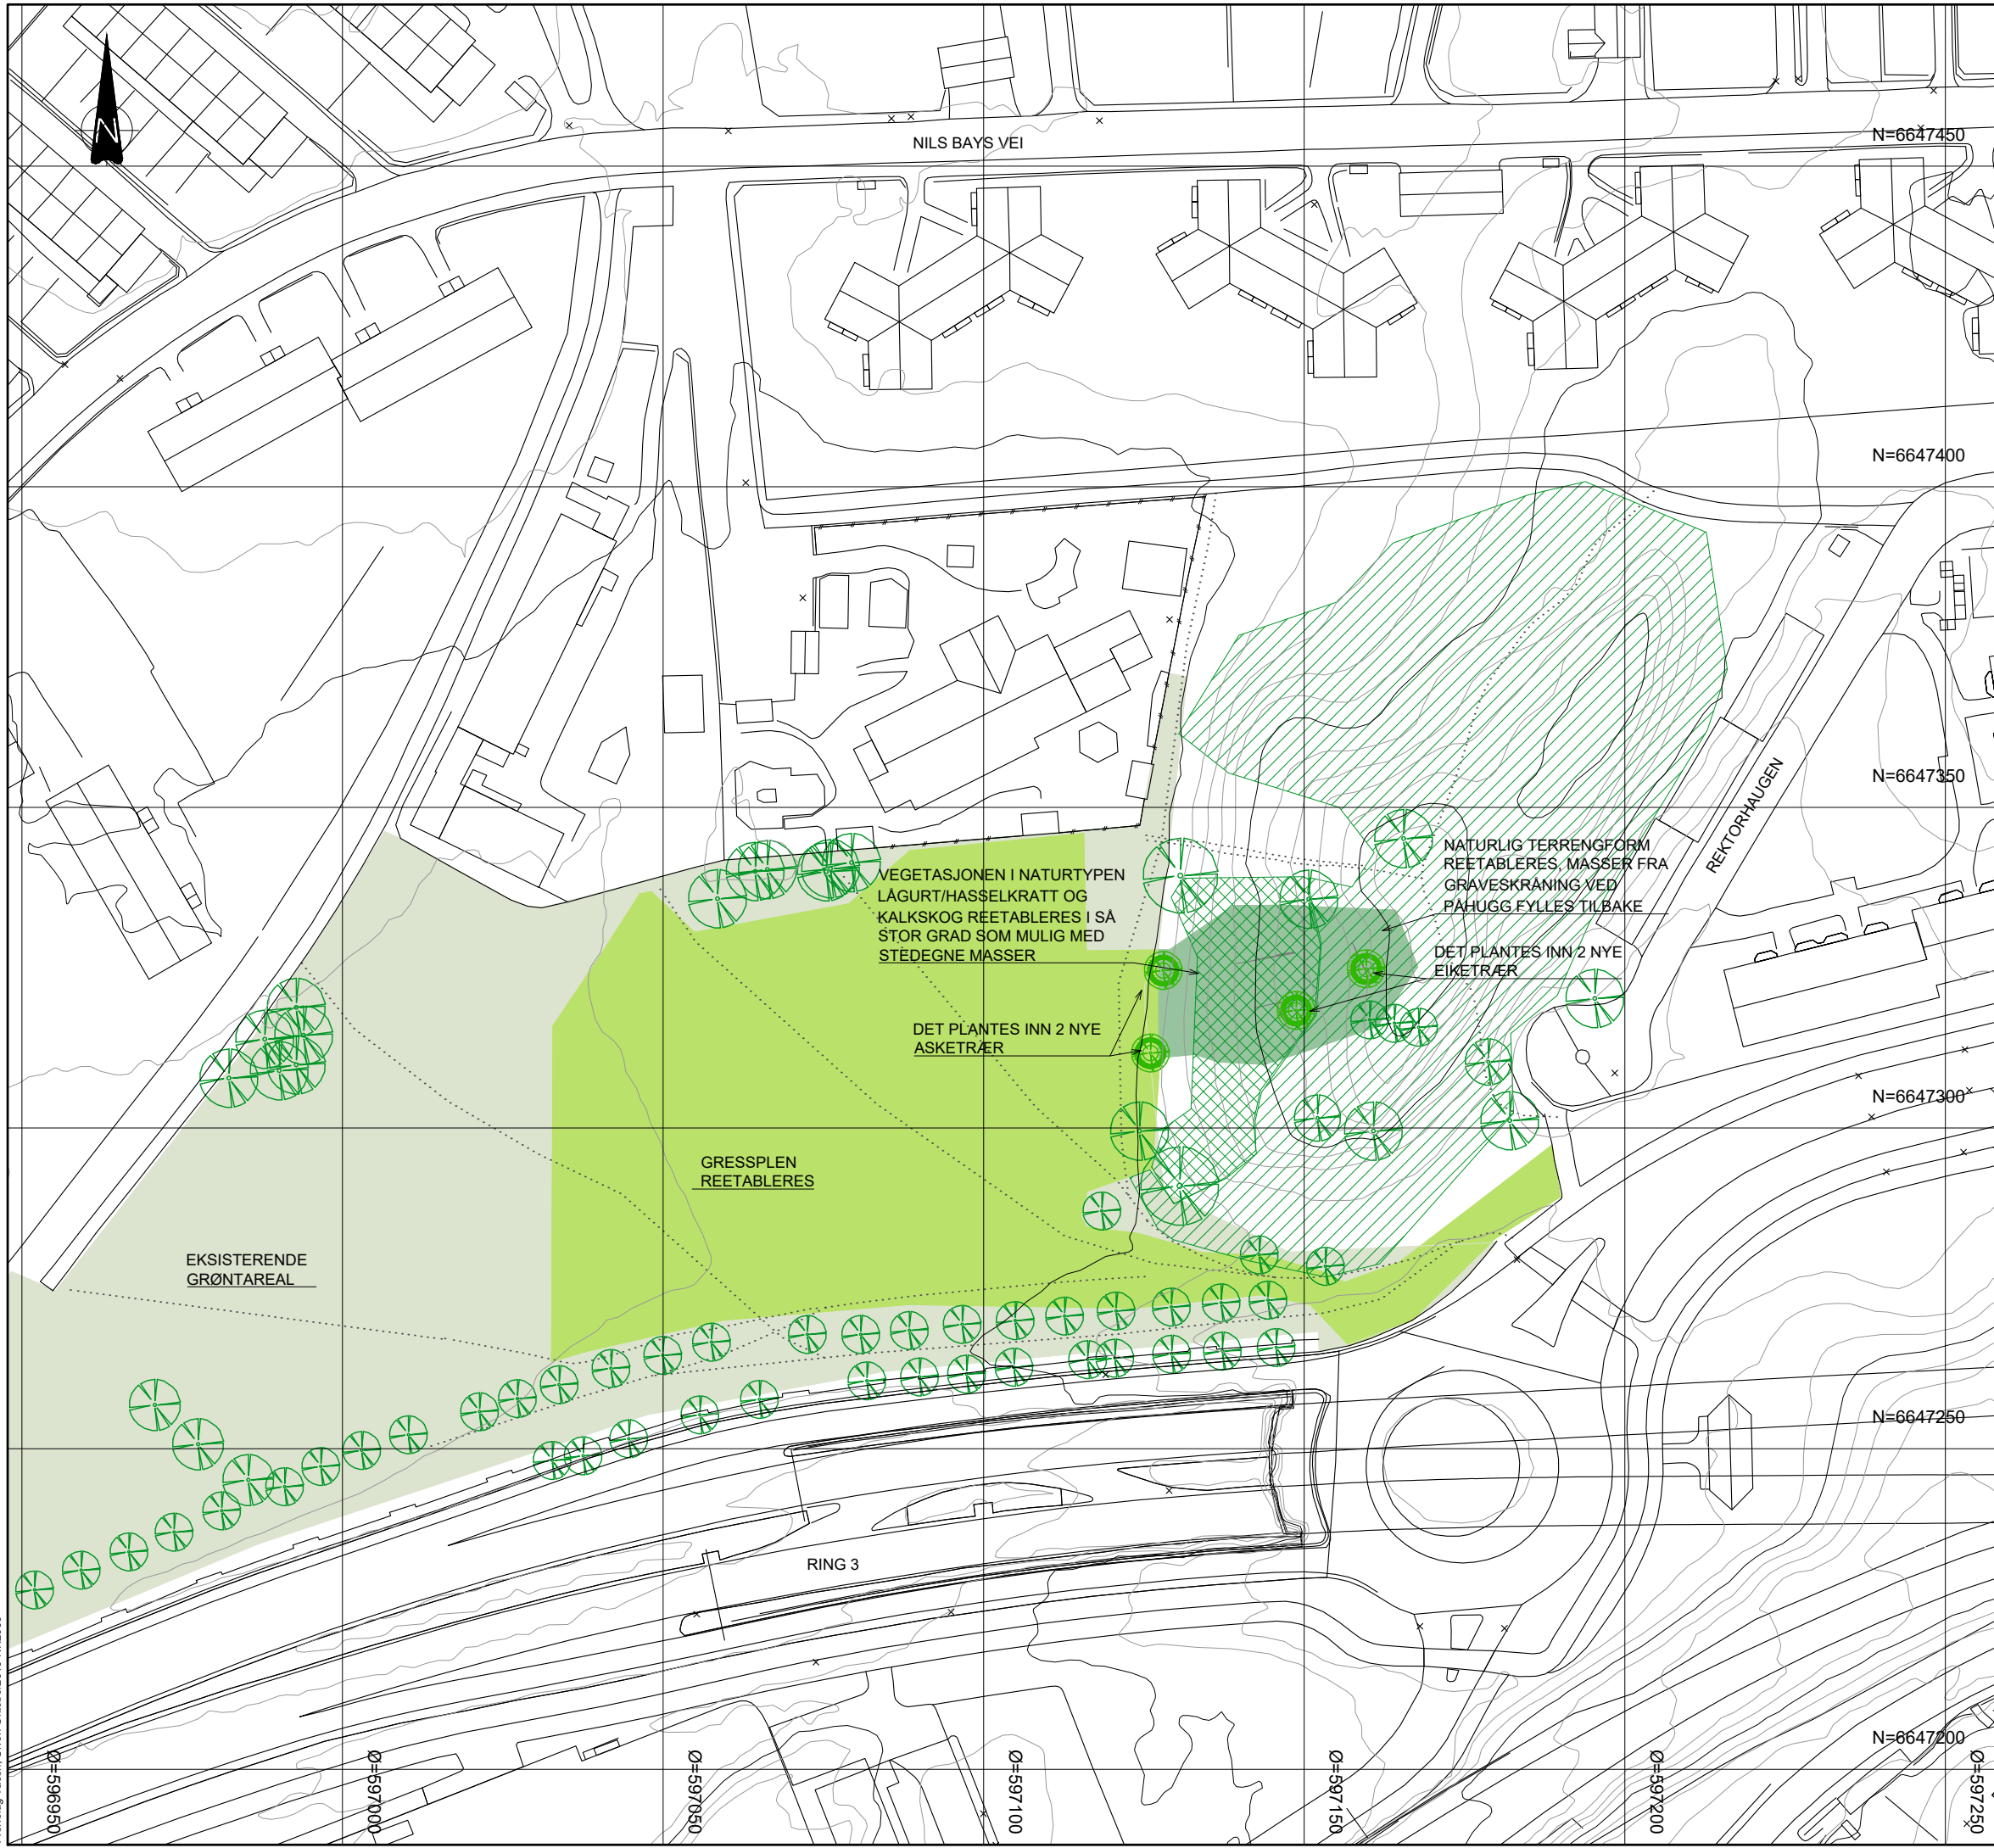 N
NILS BAYS VEI
N=6647450
N=6647400
N=6647350
REKTORHAUGEN
NATURLIG TERRENGFORM
REETABLERES, MASSER FRA
GRAVESKRÅNING VED
PÅHUGG FYLLES TILBAKE
VEGETASJONEN I NATURTYPEN
LÅGURT/HASSELKRATT OG
KALKSKOG REETABLERES I SÅ
STOR GRAD SOM MULIG MED
STEDEGNE MASSER
DET PLANTES INN 2 NYE
EIKETRÆR
DET PLANTES INN 2 NYE
ASKETRÆR
N=6647300
GRESSPLEN
REETABLERES
EKSISTERENDE
GRØNTAREAL
N=6647250
RING 3
N=6647200
Ø=596950
Ø=597000
Ø=597050
Ø=597100
Ø=597150
Ø=597200
Ø=597250